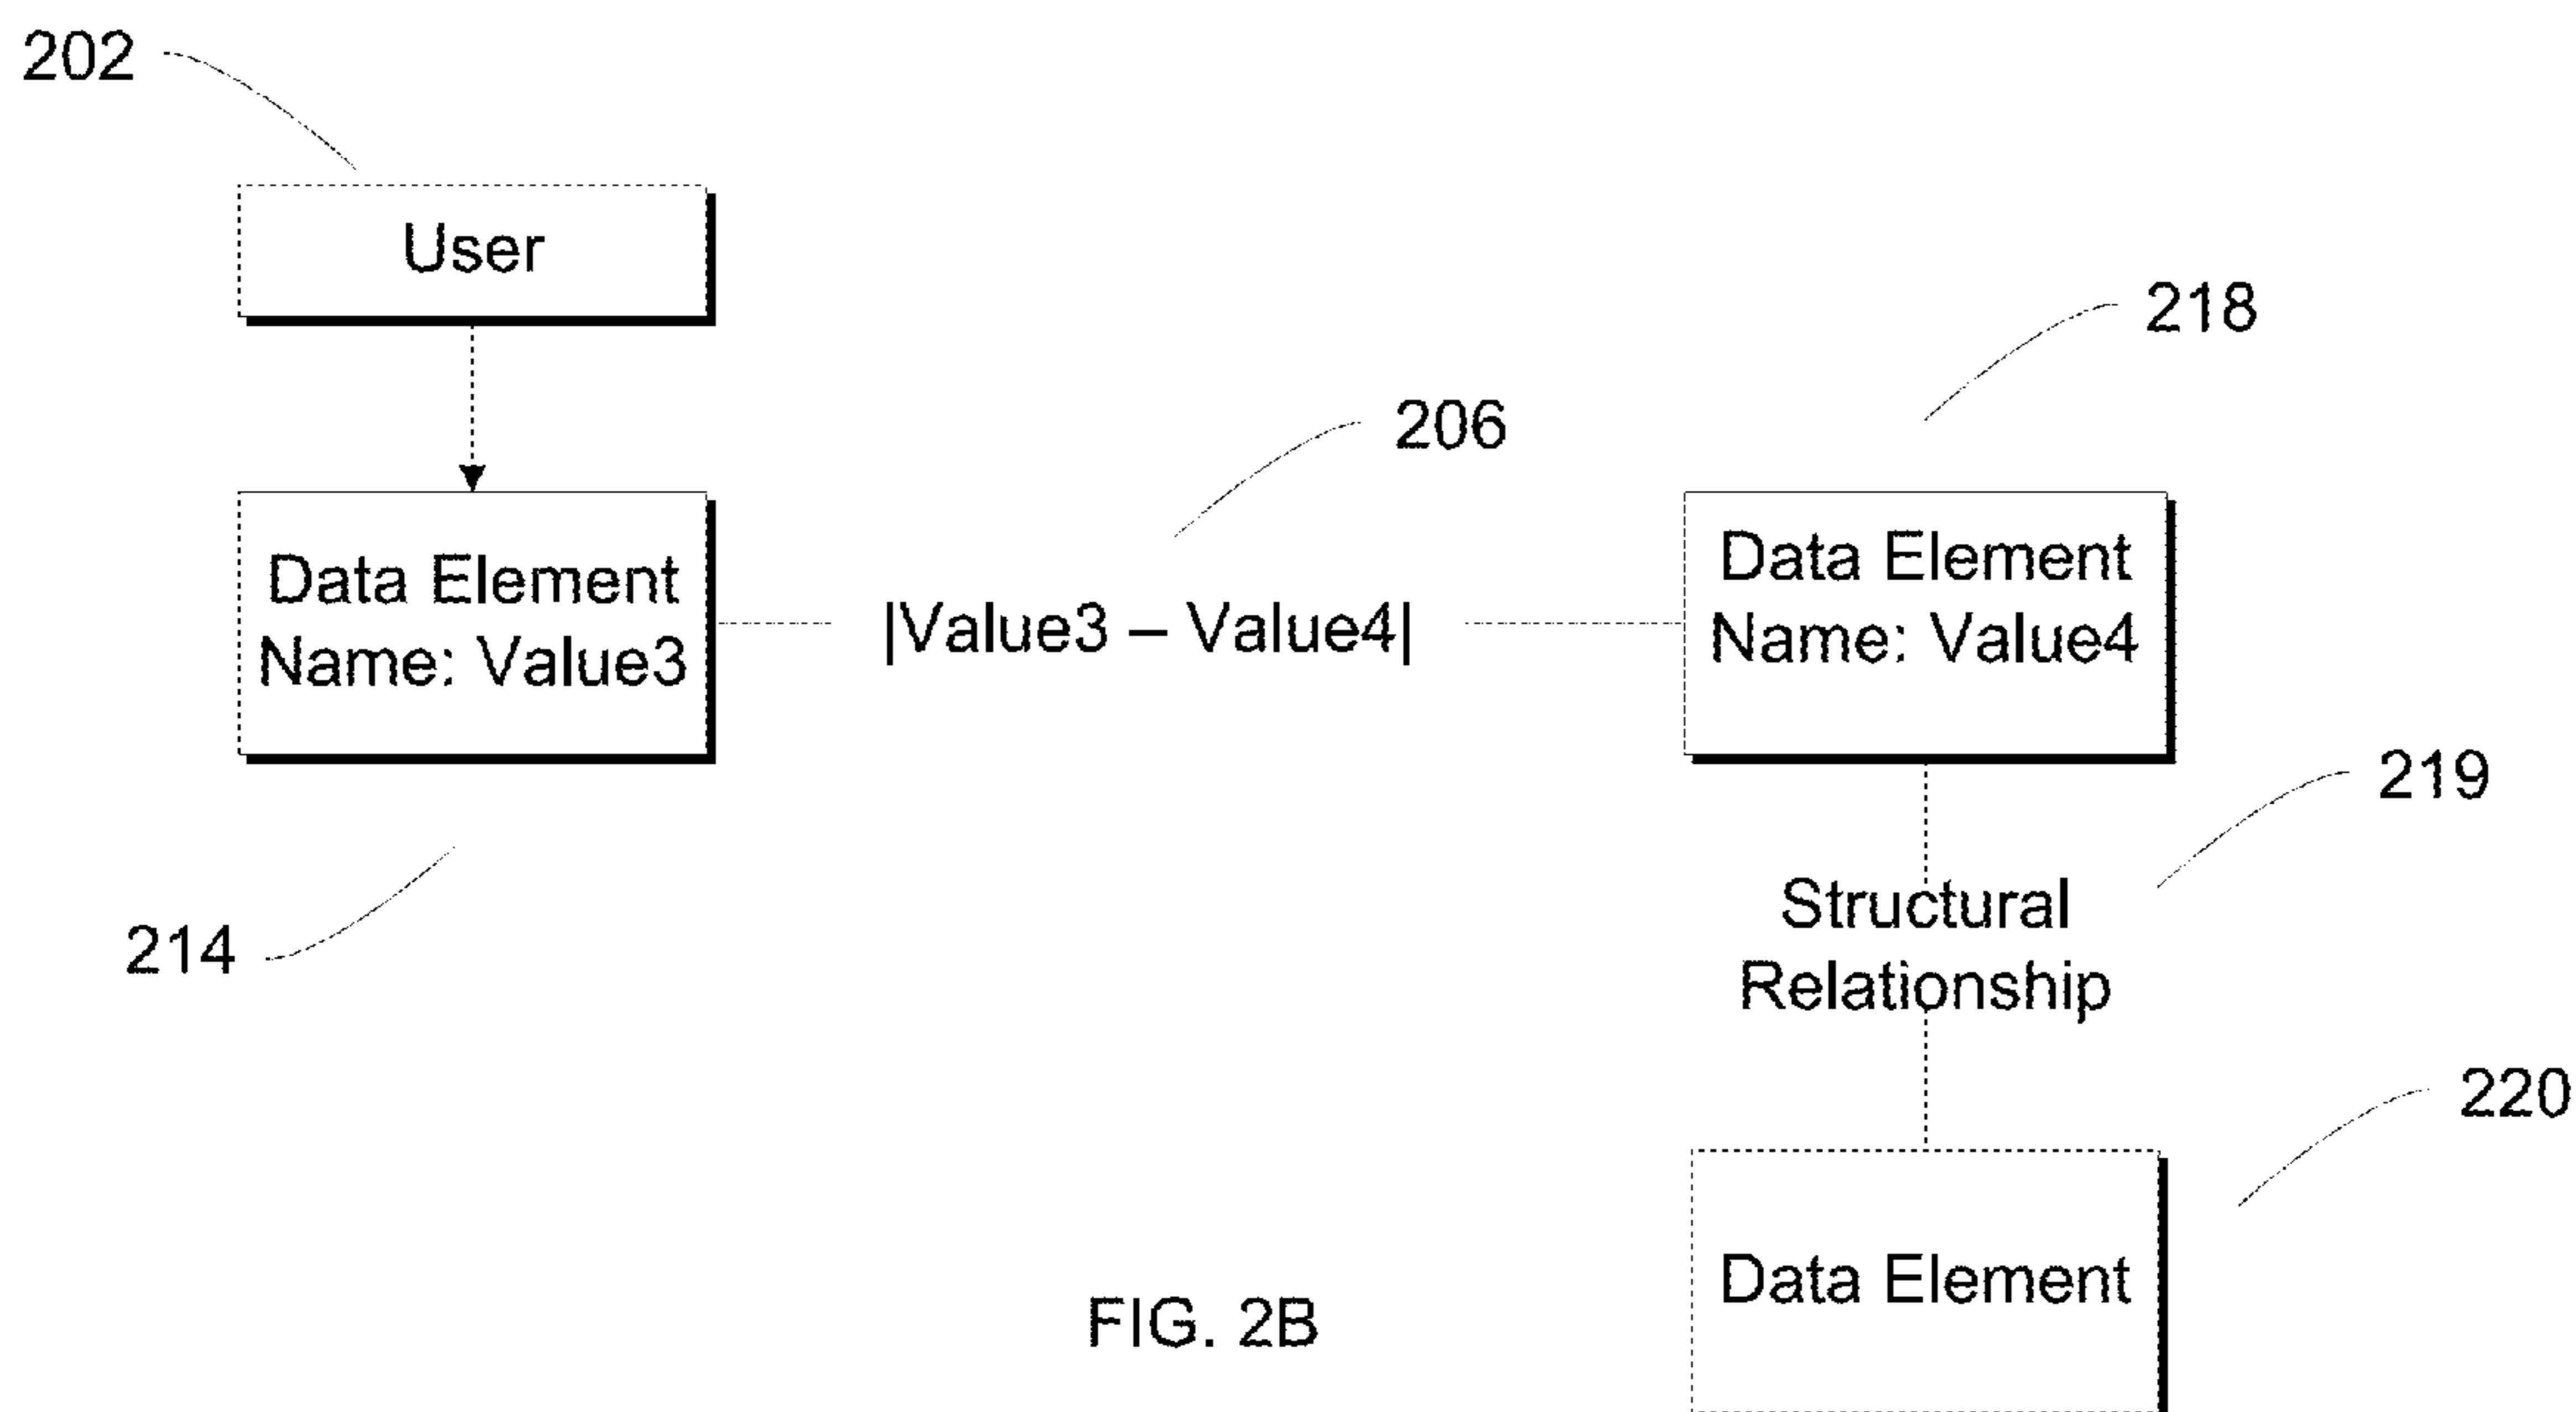 202
User
218
206
Data Element
Name: Value3
|Value3 – Value4|
Data Element
Name: Value4
219
214
Structural
Relationship
220
Data Element
FIG. 2B